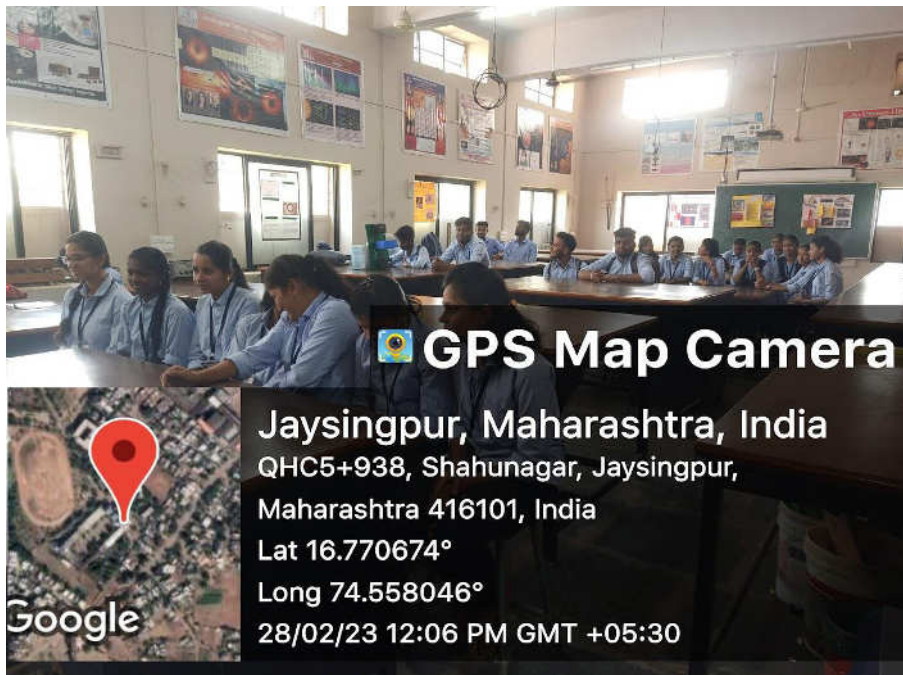 GPS Map Camera
Jaysingpur, Maharashtra, India
QHC5+938, Shahunagar, Jaysingpur,
Maharashtra 416101, India
Lat 16.770674°
Long 74.558046°
28/02/23 12:06 PM GMT +05:30
Google